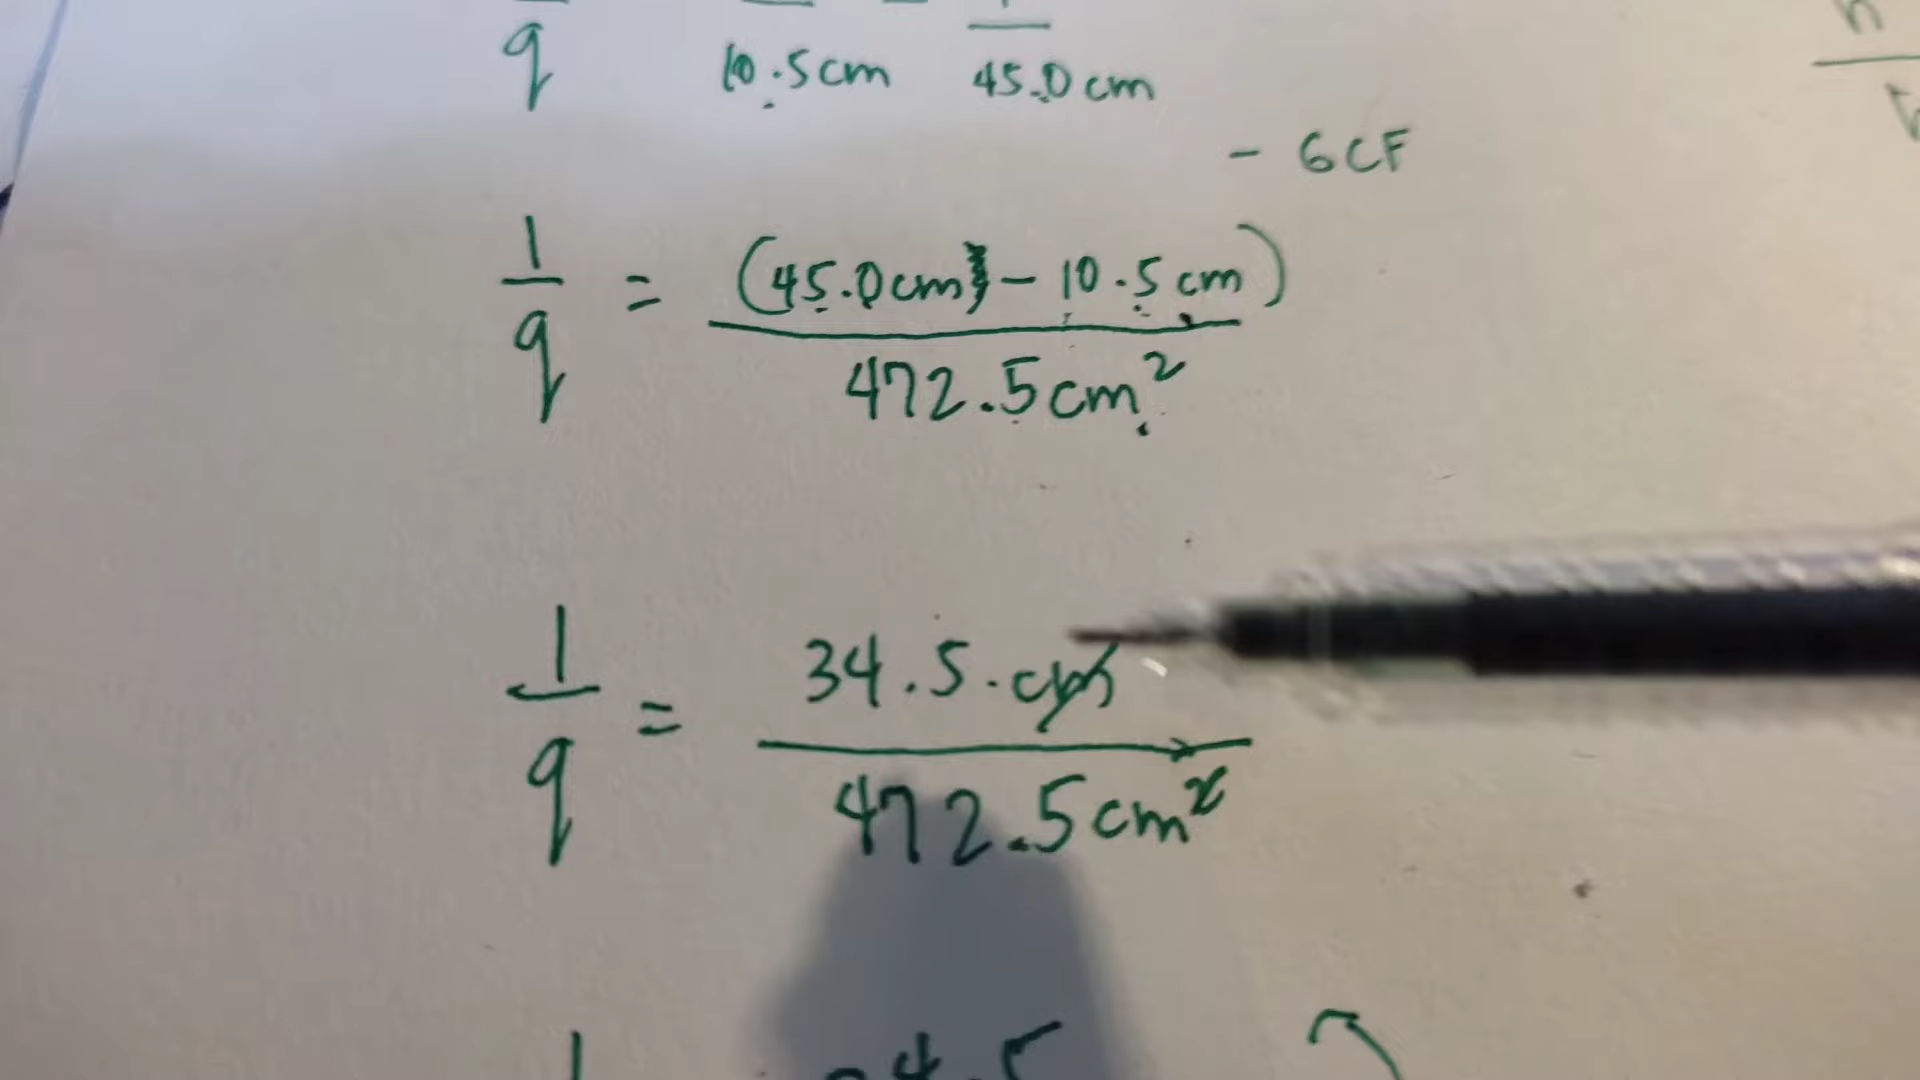 q 10.5cm 45.0cm
- GCF
1/q = (45.0cm - 10.5cm) / 472.5cm²
1/q = 34.5.cm / 472.5cm²